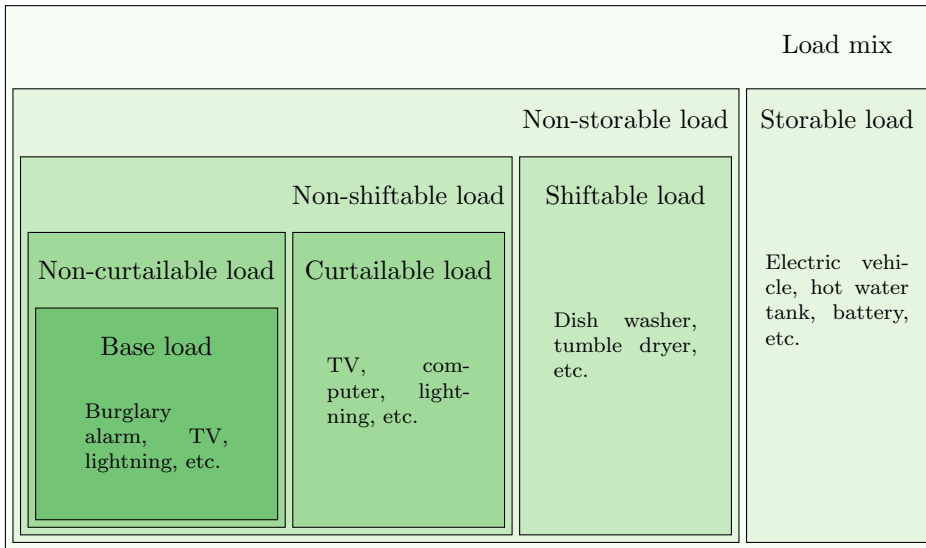 Load mix
Non-storable load
Storable load
Non-shiftable load
Shiftable load
Non-curtailable load
Curtailable load
Base load
Burglary
alarm, TV,
lightning, etc.
TV, com-
puter, light-
ning, etc.
Dish washer,
tumble dryer,
etc.
Electric vehi-
cle, hot water
tank, battery,
etc.